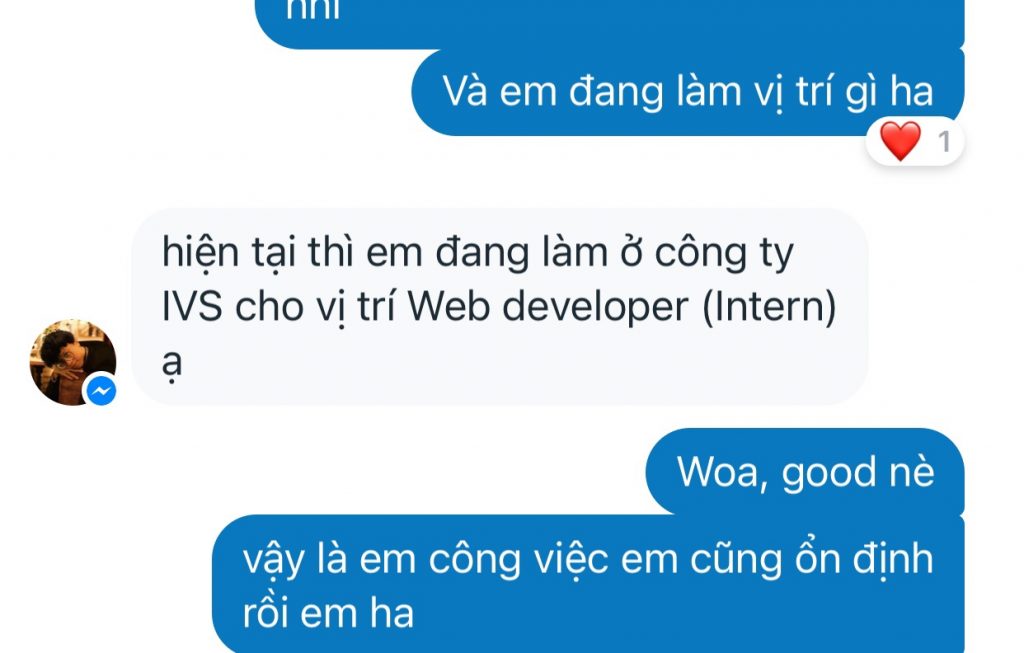 nhỉ
Và em đang làm vị trí gì ha
1
hiện tại thì em đang làm ở công ty
IVS cho vị trí Web developer (Intern)
ạ
Woa, good nè
vậy là em công việc em cũng ổn định
rồi em ha